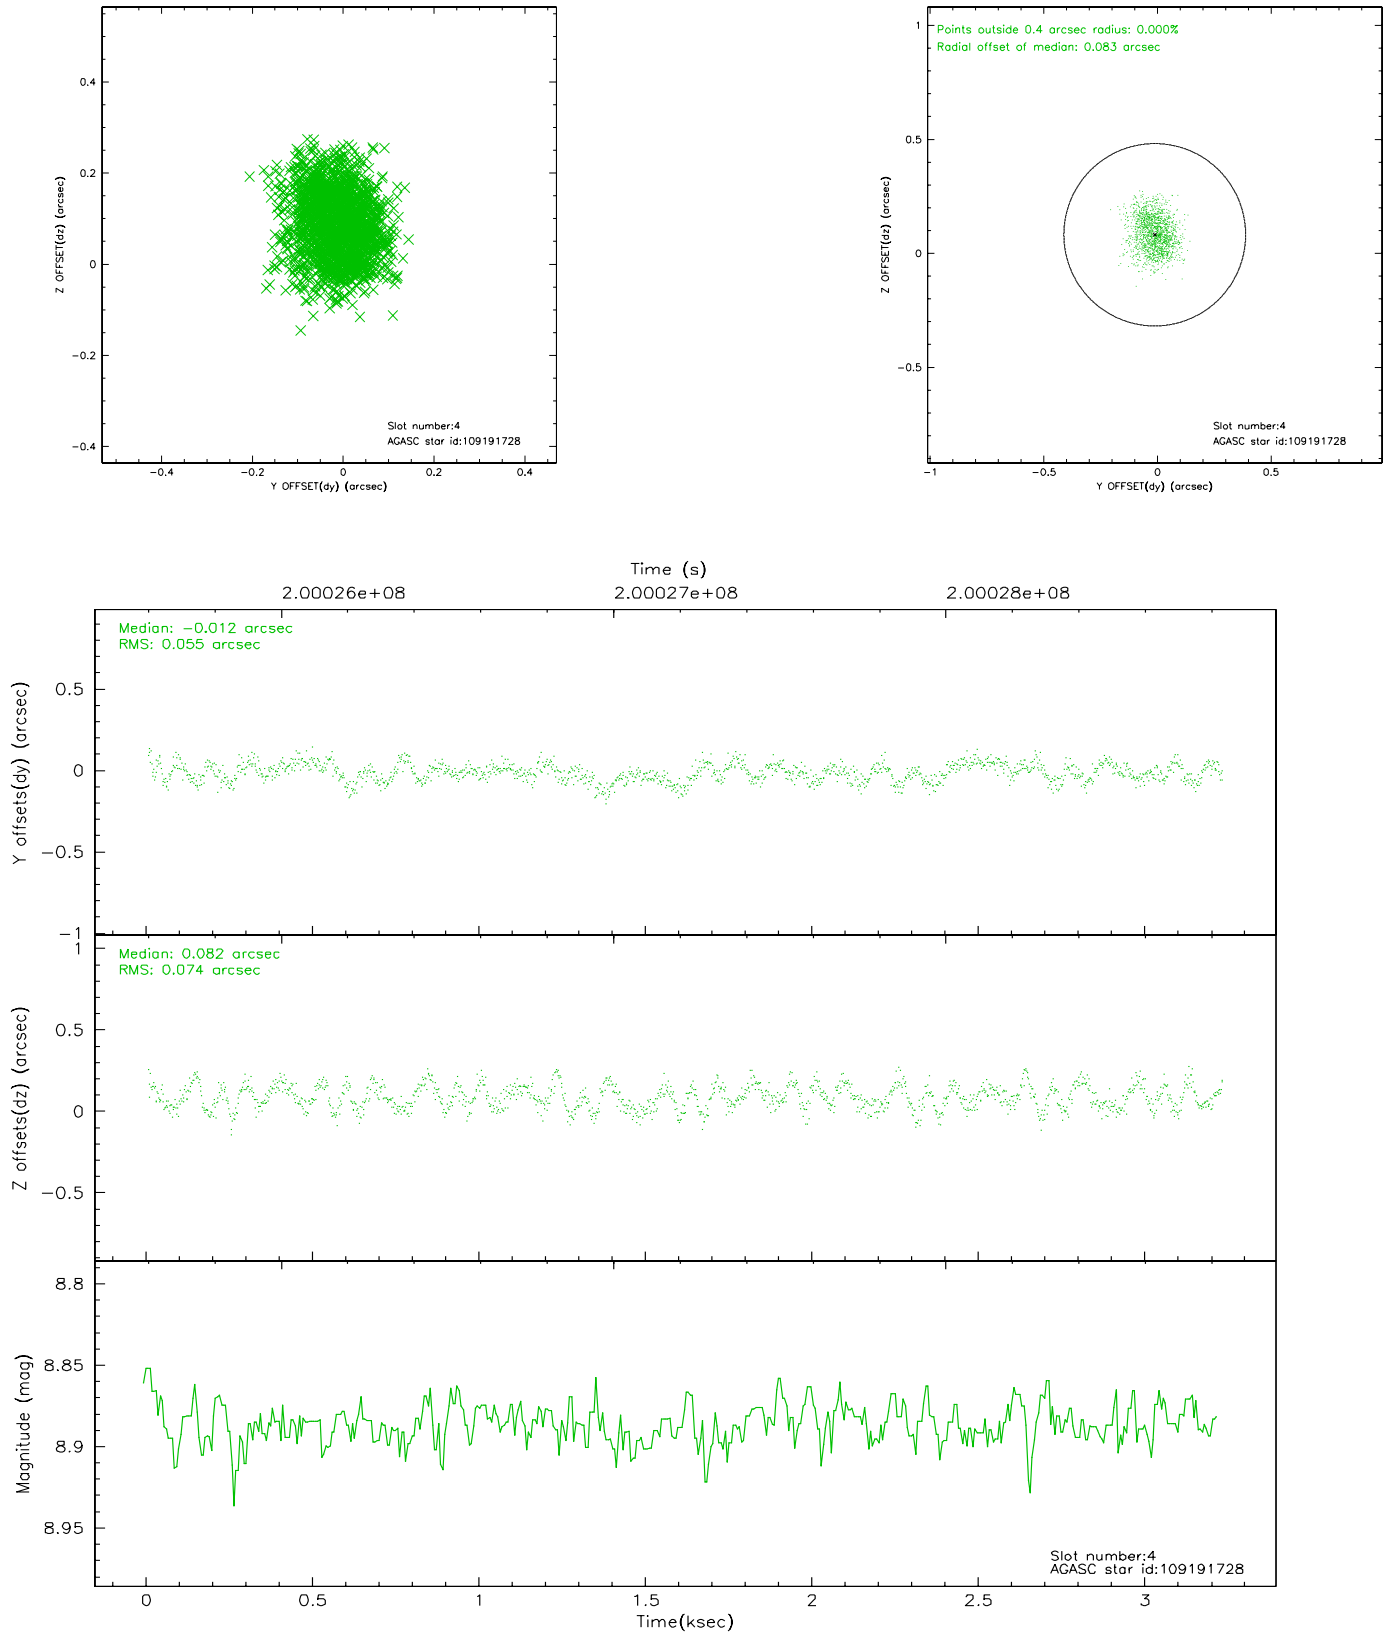 0.4
0.2
0
−0.2
−0.4
Z OFFSET(dz) (arcsec)
Slot number:4
AGASC star id:109191728
−0.4 −0.2 0 0.2 0.4
Y OFFSET(dy) (arcsec)
Points outside 0.4 arcsec radius: 0.000%
Radial offset of median: 0.083 arcsec
1
0.5
0
−0.5
Z OFFSET(dz) (arcsec)
Slot number:4
AGASC star id:109191728
−1 −0.5 0 0.5
Y OFFSET(dy) (arcsec)
Time (s)
2.00026e+08 2.00027e+08 2.00028e+08
Median: −0.012 arcsec
RMS: 0.055 arcsec
0.5
0
−0.5
−1
Y offsets(dy) (arcsec)
Median: 0.082 arcsec
RMS: 0.074 arcsec
1
0.5
0
−0.5
Z offsets(dz) (arcsec)
8.8
8.85
8.9
8.95
Magnitude (mag)
Slot number:4
AGASC star id:109191728
0 0.5 1 1.5 2 2.5 3
Time(ksec)